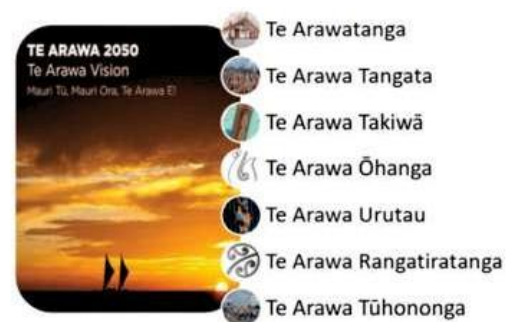 TE ARAWA 2050
Te Arawa Vision
Mauri Tū, Mauri Ora, Te Arawa E!
Te Arawatanga
Te Arawa Tangata
Te Arawa Takiwā
Te Arawa Ōhanga
Te Arawa Urutau
Te Arawa Rangatiratanga
Te Arawa Tūhononga